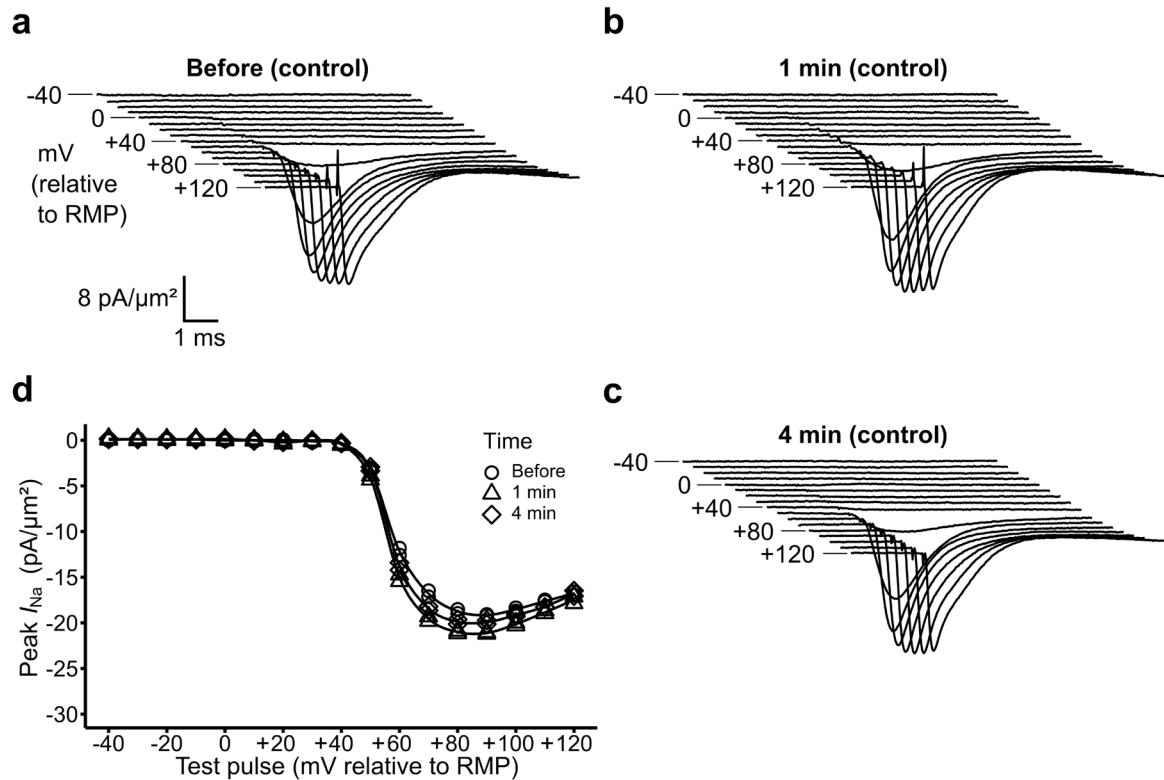 a
Before (control)
-40
0
+40
+80
+120
mV
(relative
to RMP)
8 pA/µm²
1 ms
b
1 min (control)
-40
0
+40
+80
+120
d
0
-5
-10
-15
-20
-25
-30
Peak INa (pA/µm²)
Time
Before
1 min
4 min
-40 -20 0 +20 +40 +60 +80 +100 +120
Test pulse (mV relative to RMP)
c
4 min (control)
-40
0
+40
+80
+120